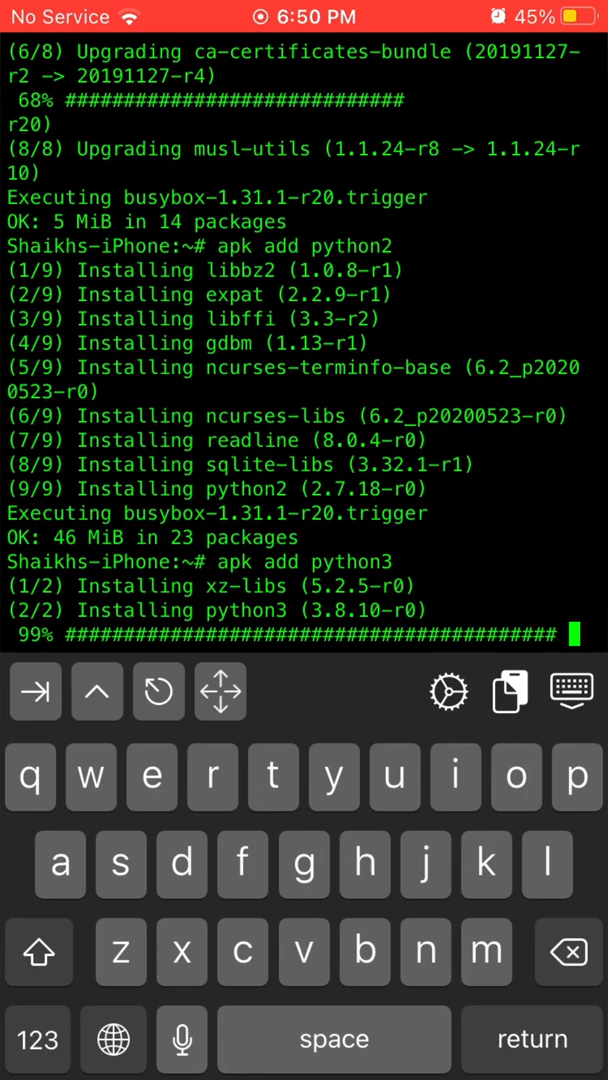 No Service 6:50 PM 45%
(6/8) Upgrading ca-certificates-bundle (20191127-
r2 -> 20191127-r4)
68% #############################
r20)
(8/8) Upgrading musl-utils (1.1.24-r8 -> 1.1.24-r
10)
Executing busybox-1.31.1-r20.trigger
OK: 5 MiB in 14 packages
Shaikhs-iPhone:~# apk add python2
(1/9) Installing libbz2 (1.0.8-r1)
(2/9) Installing expat (2.2.9-r1)
(3/9) Installing libffi (3.3-r2)
(4/9) Installing gdbm (1.13-r1)
(5/9) Installing ncurses-terminfo-base (6.2_p2020
0523-r0)
(6/9) Installing ncurses-libs (6.2_p20200523-r0)
(7/9) Installing readline (8.0.4-r0)
(8/9) Installing sqlite-libs (3.32.1-r1)
(9/9) Installing python2 (2.7.18-r0)
Executing busybox-1.31.1-r20.trigger
OK: 46 MiB in 23 packages
Shaikhs-iPhone:~# apk add python3
(1/2) Installing xz-libs (5.2.5-r0)
(2/2) Installing python3 (3.8.10-r0)
99% ##########################################
q w e r t y u i o p
a s d f g h j k l
z x c v b n m
123 space return